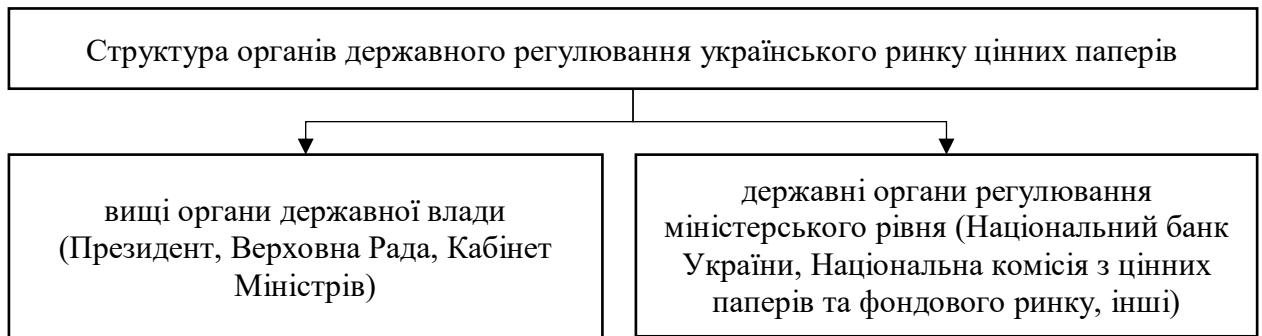 Структура органів державного регулювання українського ринку цінних паперів
вищі органи державної влади
(Президент, Верховна Рада, Кабінет
Міністрів)
державні органи регулювання
міністерського рівня (Національний банк
України, Національна комісія з цінних
паперів та фондового ринку, інші)